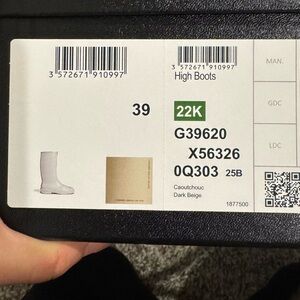 3 572671 910997
39
3 572671 910997
High Boots
22K
G39620
X56326
0Q303 25B
Caoutchouc
Dark Beige
1877500
MAN.
GDC
LDC